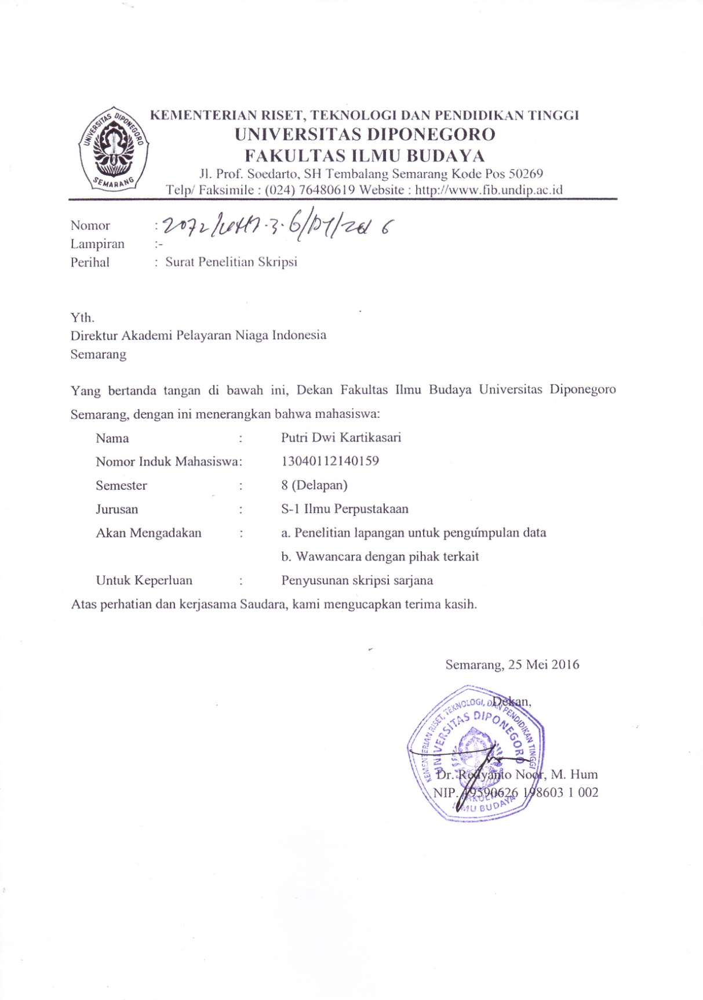 UNIVERSITAS DIPONEGORO
SEMARANG
KEMENTERIAN RISET, TEKNOLOGI DAN PENDIDIKAN TINGGI
UNIVERSITAS DIPONEGORO
FAKULTAS ILMU BUDAYA
Jl. Prof. Soedarto, SH Tembalang Semarang Kode Pos 50269
Telp/ Faksimile : (024) 76480619 Website : http://www.fib.undip.ac.id
Nomor : 2072/
Lampiran :-
Perihal : Surat Penelitian Skripsi
Yth.
Direktur Akademi Pelayaran Niaga Indonesia
Semarang
Yang bertanda tangan di bawah ini, Dekan Fakultas Ilmu Budaya Universitas Diponegoro
Semarang, dengan ini menerangkan bahwa mahasiswa:
Nama : Putri Dwi Kartikasari
Nomor Induk Mahasiswa: 13040112140159
Semester : 8 (Delapan)
Jurusan : S-1 Ilmu Perpustakaan
Akan Mengadakan : a. Penelitian lapangan untuk pengumpulan data
b. Wawancara dengan pihak terkait
Untuk Keperluan : Penyusunan skripsi sarjana
Atas perhatian dan kerjasama Saudara, kami mengucapkan terima kasih.
Semarang, 25 Mei 2016
Dekan,
KEMENTERIAN RISET, TEKNOLOGI, DAN PENDIDIKAN TINGGI
UNIVERSITAS DIPONEGORO
Dr. Redyanto Noor, M. Hum
NIP. 19590626 198603 1 002
FAKULTAS
ILMU BUDAYA